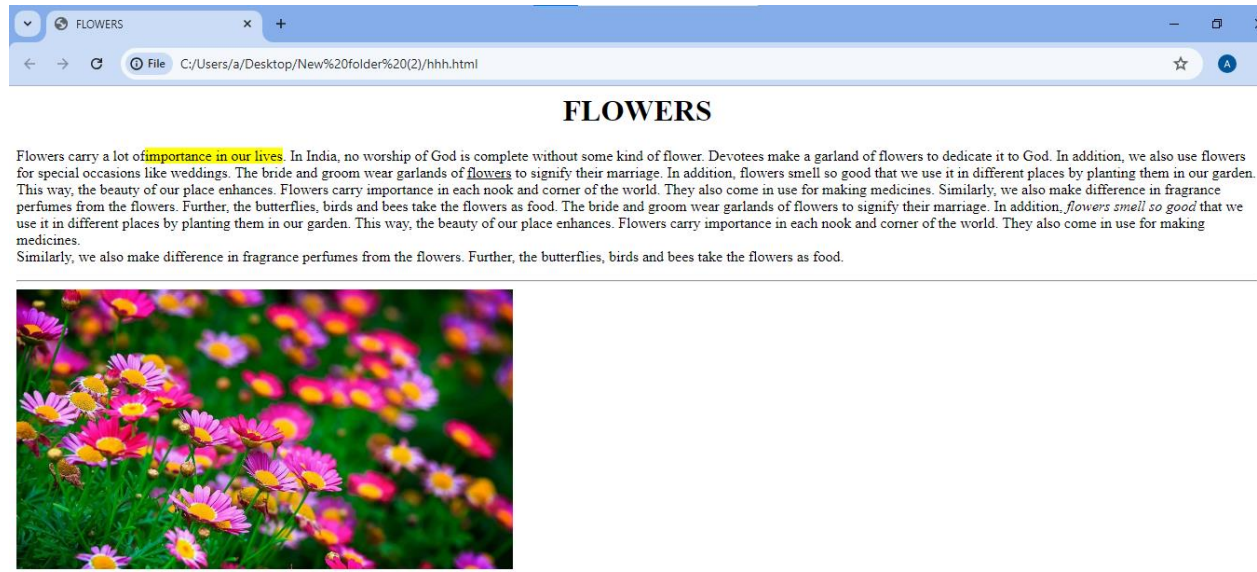 FLOWERS
File
C:/Users/a/Desktop/New%20folder%20(2)/hhh.html
A
FLOWERS
Flowers carry a lot ofimportance in our lives. In India, no worship of God is complete without some kind of flower. Devotees make a garland of flowers to dedicate it to God. In addition, we also use flowers
for special occasions like weddings. The bride and groom wear garlands of flowers to signify their marriage. In addition, flowers smell so good that we use it in different places by planting them in our garden.
This way, the beauty of our place enhances. Flowers carry importance in each nook and corner of the world. They also come in use for making medicines. Similarly, we also make difference in fragrance
perfumes from the flowers. Further, the butterflies, birds and bees take the flowers as food. The bride and groom wear garlands of flowers to signify their marriage. In addition, flowers smell so good that we
use it in different places by planting them in our garden. This way, the beauty of our place enhances. Flowers carry importance in each nook and corner of the world. They also come in use for making
medicines.
Similarly, we also make difference in fragrance perfumes from the flowers. Further, the butterflies, birds and bees take the flowers as food.